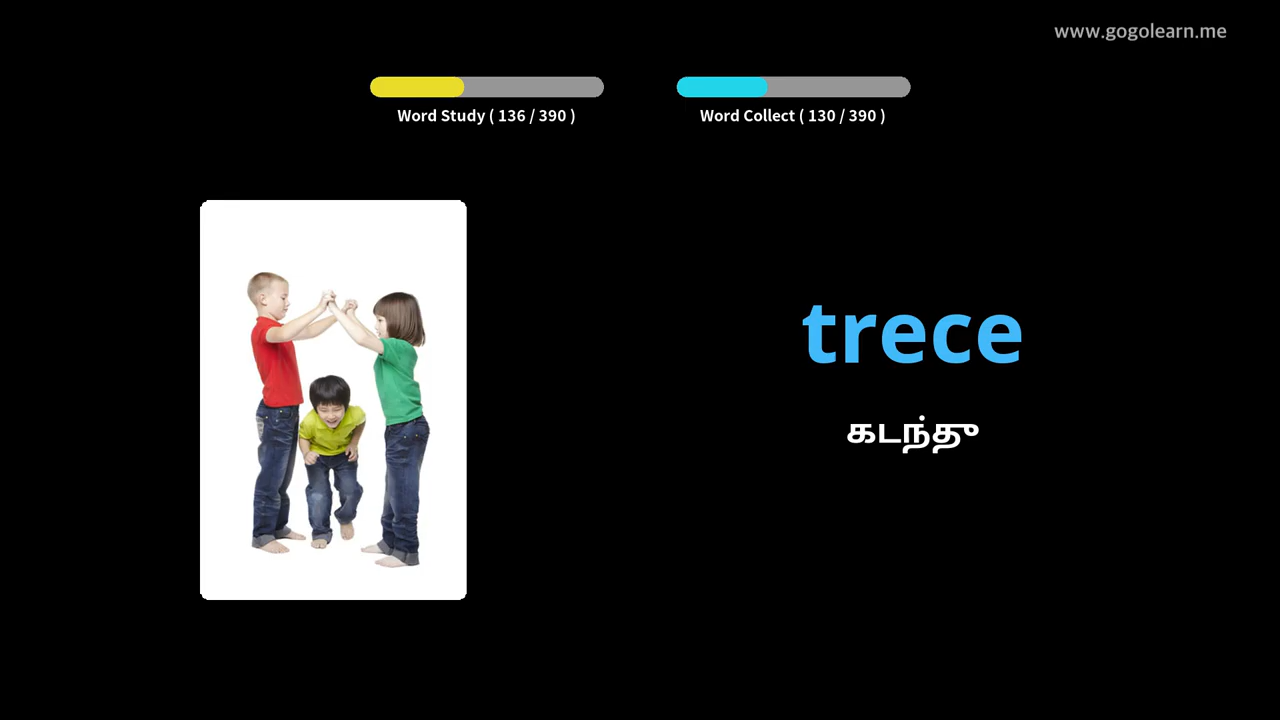 www.gogolearn.me
Word Study ( 136 / 390 )
Word Collect ( 130 / 390 )
trece
கடந்து